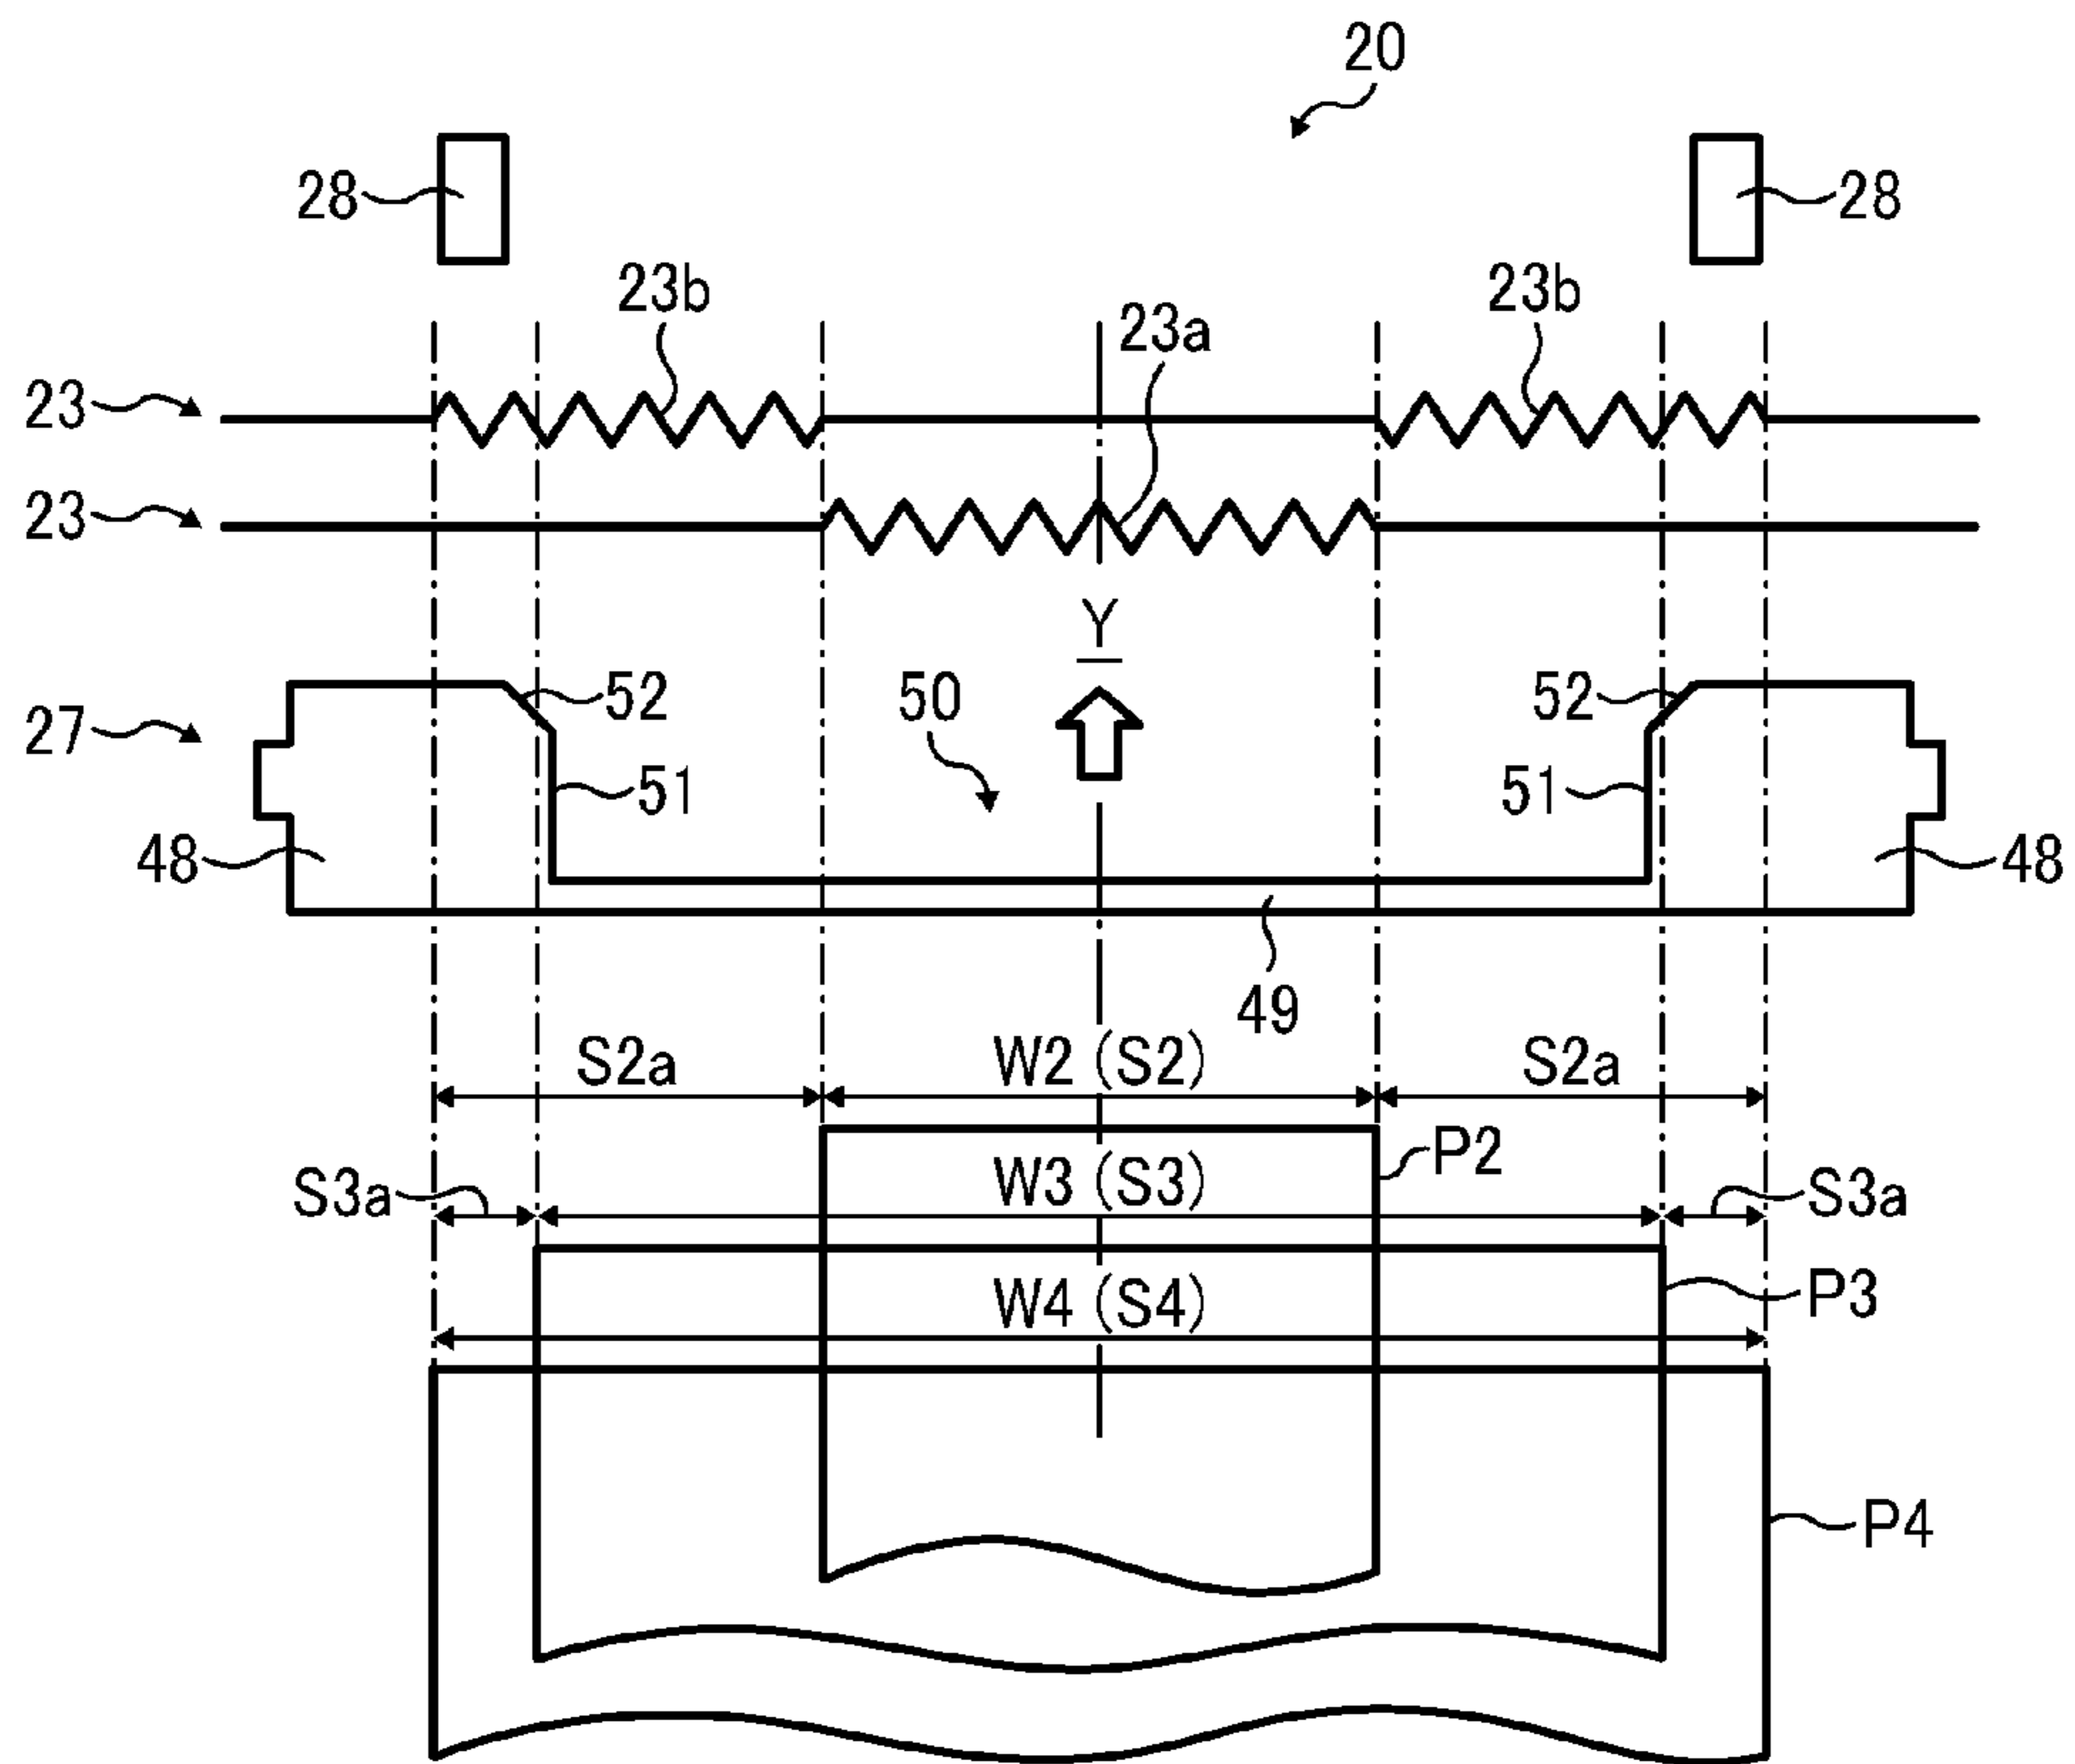 20
28 28
23b 23a 23b
23
23
Y
27 52 50 52
51 51
48 48
49
S2a W2 (S2) S2a
P2
S3a W3 (S3) S3a
W4 (S4) P3
P4